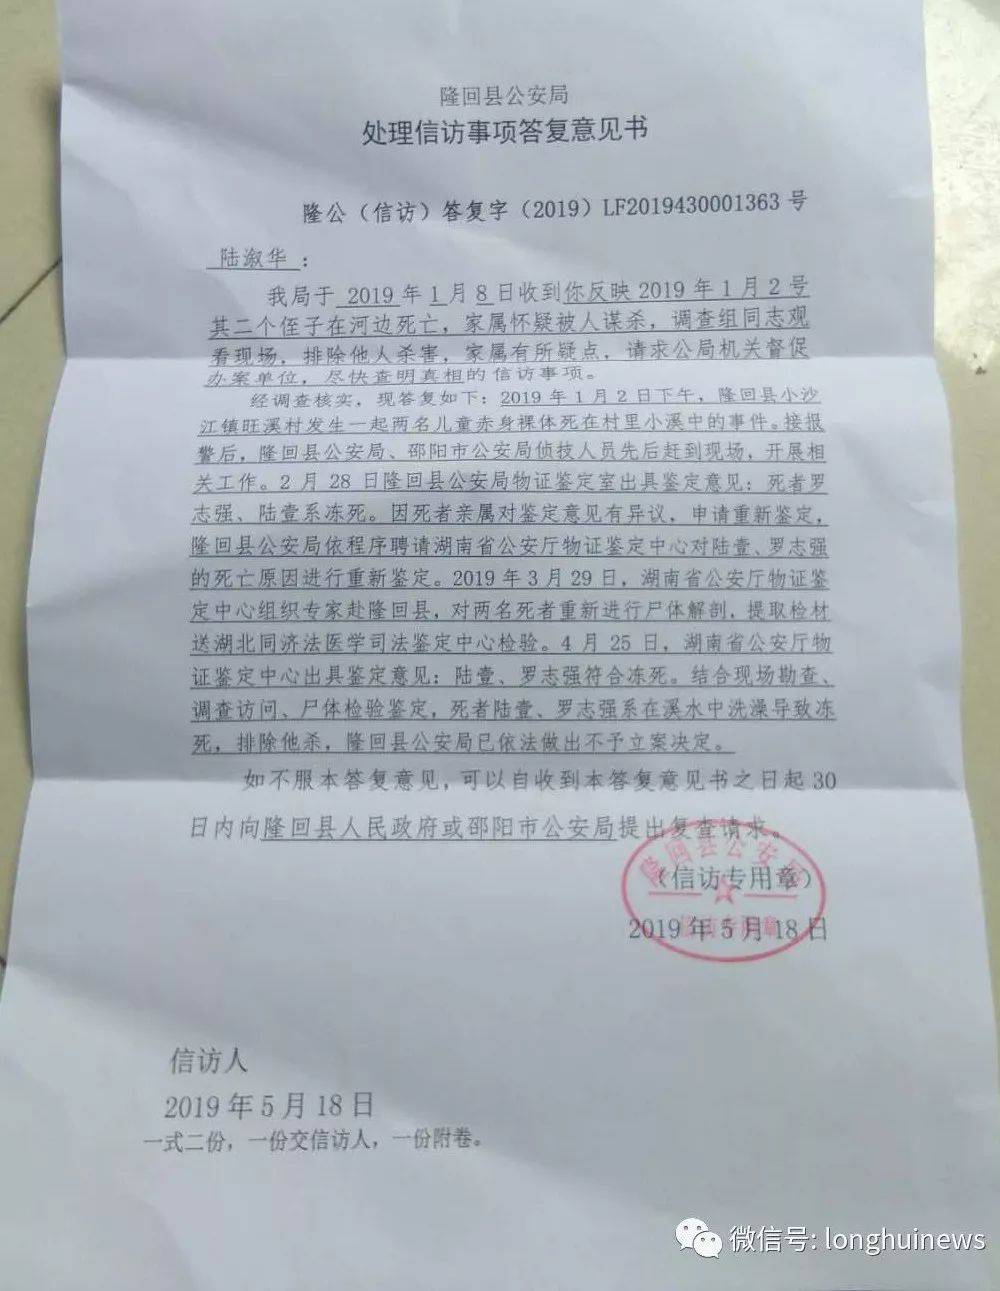 隆回县公安局
处理信访事项答复意见书
隆公（信访）答复字（2019）LF2019430001363 号
陆溆华：
我局于 2019 年 1 月 8 日收到你反映 2019 年 1 月 2 号
其二个侄子在河边死亡，家属怀疑被人谋杀，调查组同志观
看现场，排除他人杀害，家属有所疑点，请求公局机关督促
办案单位，尽快查明真相的信访事项。
经调查核实，现答复如下：2019 年 1 月 2 日下午，隆回县小沙
江镇旺溪村发生一起两名儿童赤身裸体死在村里小溪中的事件。接报
警后，隆回县公安局、邵阳市公安局侦技人员先后赶到现场，开展相
关工作。2 月 28 日隆回县公安局物证鉴定室出具鉴定意见：死者罗
志强、陆壹系冻死。因死者亲属对鉴定意见有异议，申请重新鉴定，
隆回县公安局依程序聘请湖南省公安厅物证鉴定中心对陆壹、罗志强
的死亡原因进行重新鉴定。2019 年 3 月 29 日，湖南省公安厅物证鉴
定中心组织专家赴隆回县，对两名死者重新进行尸体解剖，提取检材
送湖北同济法医学司法鉴定中心检验。4 月 25 日，湖南省公安厅物
证鉴定中心出具鉴定意见：陆壹、罗志强符合冻死。结合现场勘查、
调查访问、尸体检验鉴定，死者陆壹、罗志强系在溪水中洗澡导致冻
死，排除他杀，隆回县公安局已依法做出不予立案决定。
如不服本答复意见，可以自收到本答复意见书之日起 30
日内向隆回县人民政府或邵阳市公安局提出复查请求。
隆回县公安局
（信访专用章）
信访专用章
2019 年 5 月 18 日
信访人
2019 年 5 月 18 日
一式二份，一份交信访人，一份附卷。
微信号: longhuinews